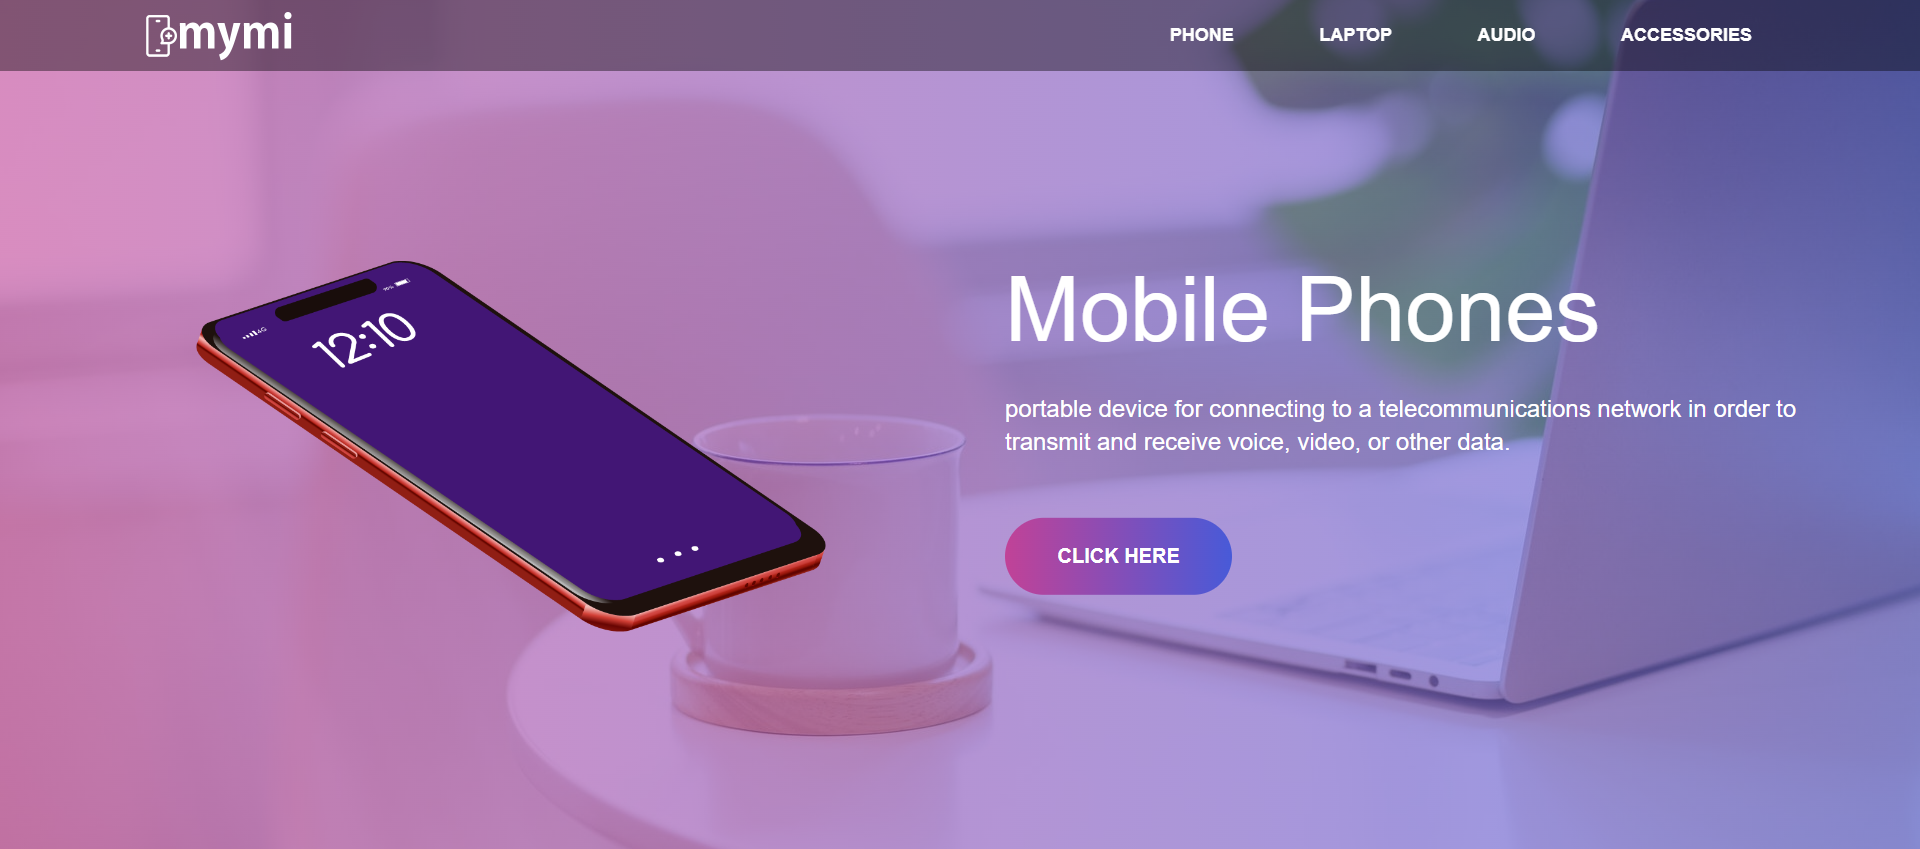 mymi
PHONE
LAPTOP
AUDIO
ACCESSORIES
4G
12:10
Mobile Phones
portable device for connecting to a telecommunications network in order to
transmit and receive voice, video, or other data.
CLICK HERE